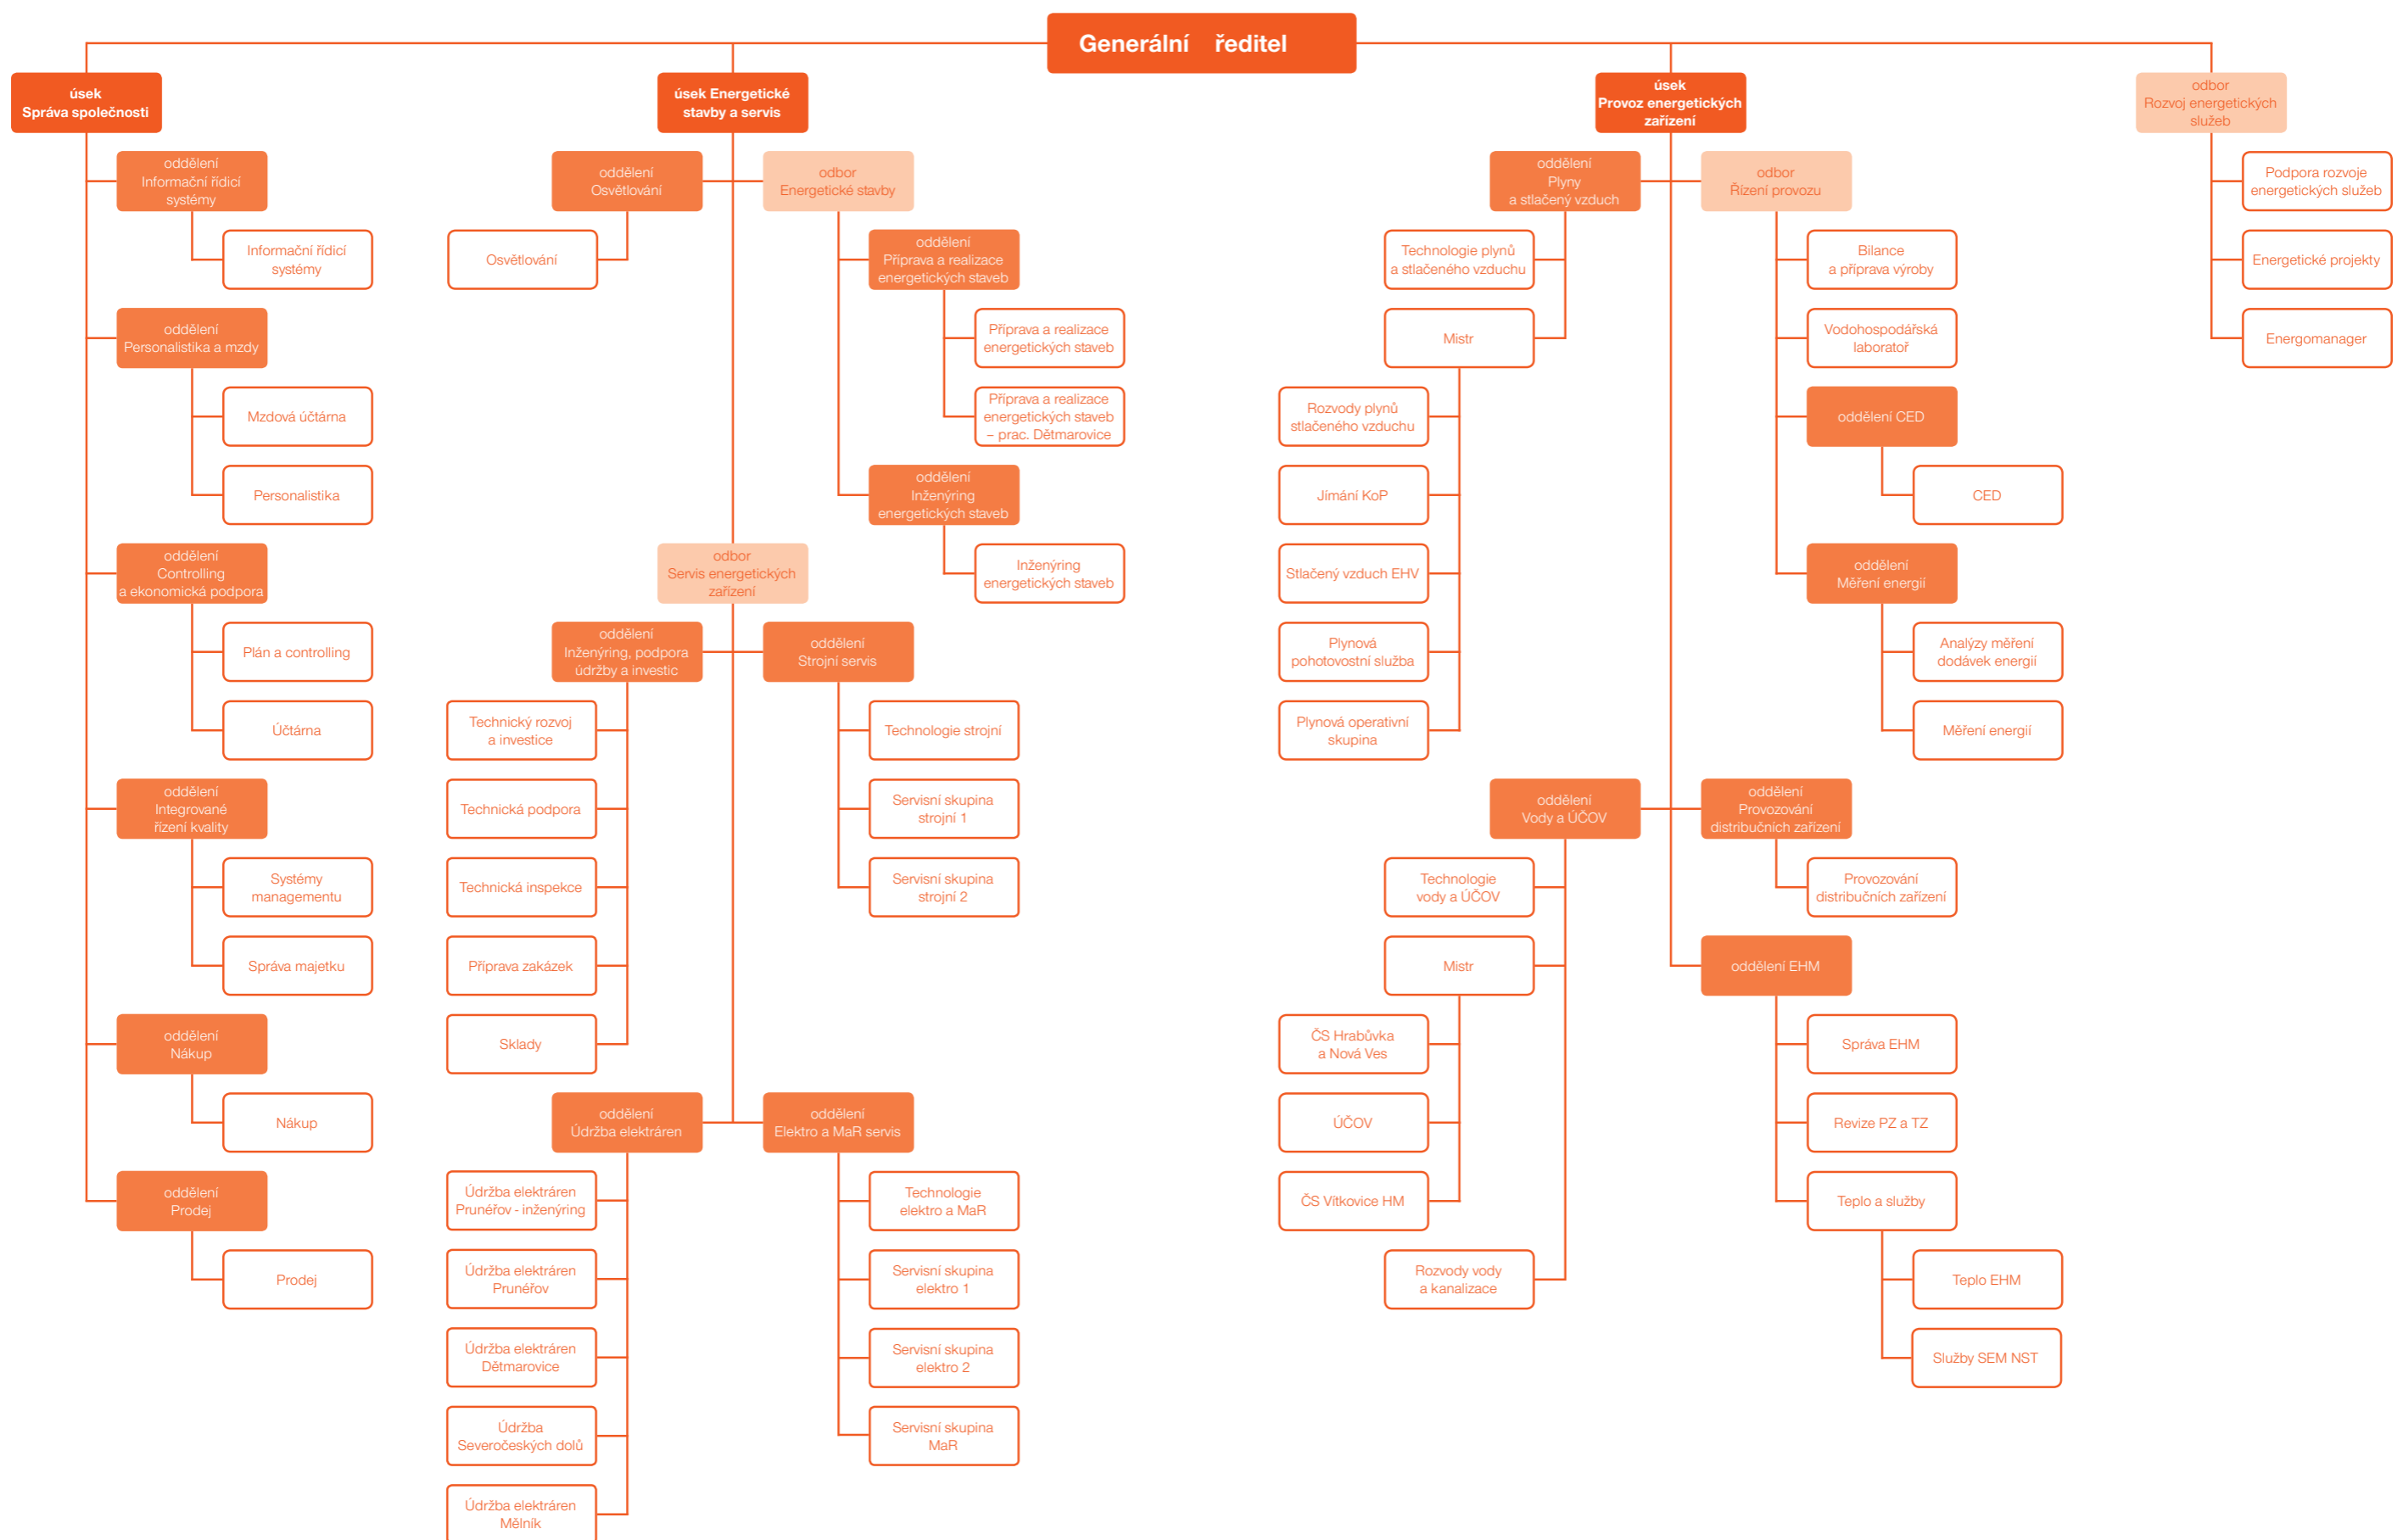 Generální ředitel
úsek
Správa společnosti
oddělení
Informační řídicí
systémy
Informační řídicí
systémy
oddělení
Personalistika a mzdy
Mzdová účtárna
Personalistika
oddělení
Controlling
a ekonomická podpora
Plán a controlling
Účtárna
oddělení
Integrované
řízení kvality
Systémy
managementu
Správa majetku
oddělení
Nákup
Nákup
oddělení
Prodej
Prodej
úsek Energetické
stavby a servis
oddělení
Osvětlování
Osvětlování
odbor
Energetické stavby
oddělení
Příprava a realizace
energetických staveb
Příprava a realizace
energetických staveb
Příprava a realizace
energetických staveb
– prac. Dětmarovice
oddělení
Inženýring
energetických staveb
Inženýring
energetických staveb
odbor
Servis energetických
zařízení
oddělení
Inženýring, podpora
údržby a investic
Technický rozvoj
a investice
Technická podpora
Technická inspekce
Příprava zakázek
Sklady
oddělení
Strojní servis
Technologie strojní
Servisní skupina
strojní 1
Servisní skupina
strojní 2
oddělení
Údržba elektráren
Údržba elektráren
Prunéřov - inženýring
Údržba elektráren
Prunéřov
Údržba elektráren
Dětmarovice
Údržba
Severočeských dolů
Údržba elektráren
Mělník
oddělení
Elektro a MaR servis
Technologie
elektro a MaR
Servisní skupina
elektro 1
Servisní skupina
elektro 2
Servisní skupina
MaR
úsek
Provoz energetických
zařízení
oddělení
Plyny
a stlačený vzduch
Technologie plynů
a stlačeného vzduchu
Mistr
Rozvody plynů
stlačeného vzduchu
Jímání KoP
Stlačený vzduch EHV
Plynová
pohotovostní služba
Plynová operativní
skupina
odbor
Řízení provozu
Bilance
a příprava výroby
Vodohospodářská
laboratoř
oddělení CED
CED
oddělení
Měření energií
Analýzy měření
dodávek energií
Měření energií
oddělení
Vody a ÚČOV
Technologie
vody a ÚČOV
Mistr
ČS Hrabůvka
a Nová Ves
ÚČOV
ČS Vítkovice HM
Rozvody vody
a kanalizace
oddělení
Provozování
distribučních zařízení
Provozování
distribučních zařízení
oddělení EHM
Správa EHM
Revize PZ a TZ
Teplo a služby
Teplo EHM
Služby SEM NST
odbor
Rozvoj energetických
služeb
Podpora rozvoje
energetických služeb
Energetické projekty
Energomanager